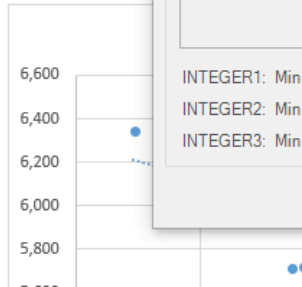 6,600
6,400
6,200
6,000
5,800
INTEGER1: Min
INTEGER2: Min
INTEGER3: Min